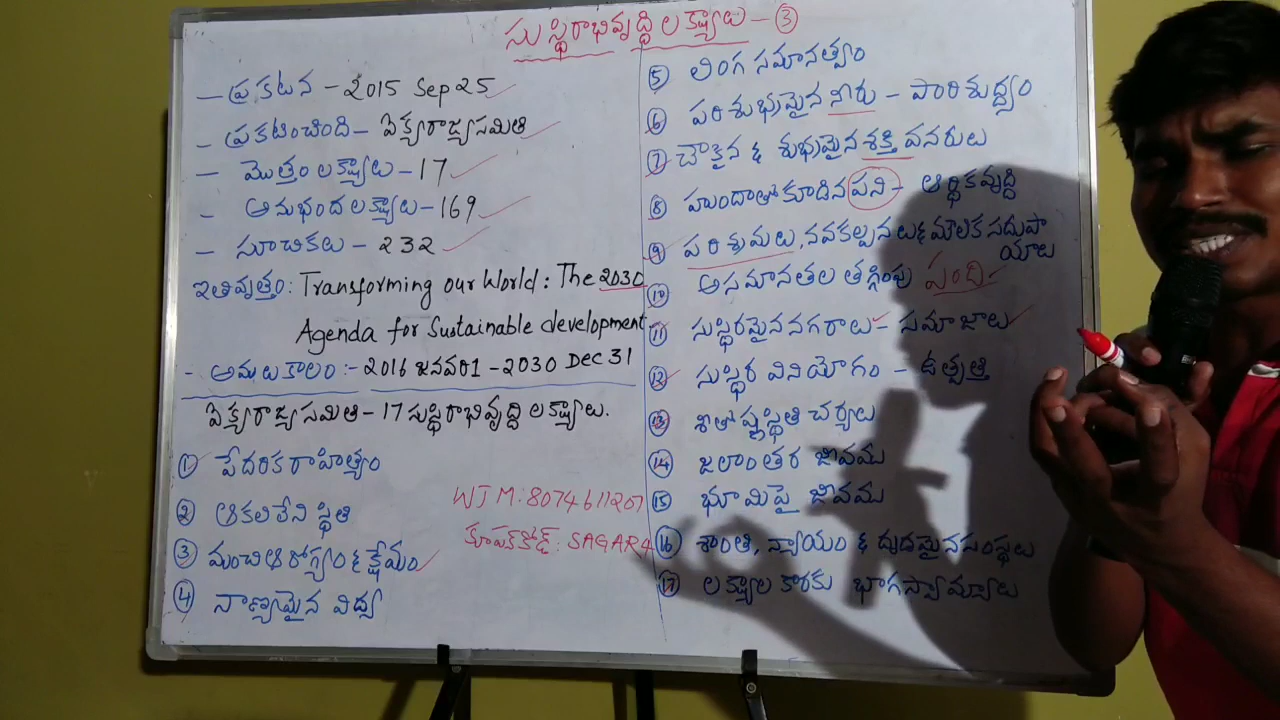 సుస్థిరాభివృద్ధి లక్ష్యాలు - ③
- ప్రకటన - 2015 Sep 25
- ప్రకటించింది - ఐక్యరాజ్యసమితి
- మొత్తం లక్ష్యాలు - 17
- అనుభంద లక్ష్యాలు - 169
- సూచికలు - 232
ఇతివృత్తం: Transforming our World: The 2030
Agenda for Sustainable development
- అమలుకాలం :- 2016 జనవరి 1 - 2030 Dec 31
ఐక్యరాజ్యసమితి - 17 సుస్థిరాభివృద్ధి లక్ష్యాలు.
① పేదరిక రాహిత్యం
② ఆకలిలేని స్థితి
③ మంచి ఆరోగ్యం & క్షేమం
④ నాణ్యమైన విద్య
WTM: 8074611207
కూపన్ కోడ్: SAGAR4
⑤ లింగ సమానత్వం
⑥ పరిశుభ్రమైన నీరు - పారిశుద్ధ్యం
⑦ చౌకైన & శుభ్రమైన శక్తి వనరులు
⑧ హుందాతో కూడిన పని - ఆర్థికవృద్ధి
⑨ పరిశ్రమలు, నవకల్పనలు & మౌలిక సదుపా
యాలు
⑩ అసమానతల తగ్గింపు
⑪ సుస్థిరమైన నగరాలు - సమాజాలు
⑫ సుస్థిర వినియోగం - ఉత్పత్తి
⑬ శీతోష్ణస్థితి చర్యలు
⑭ జలాంతర జీవము
⑮ భూమిపై జీవము
⑯ శాంతి, న్యాయం & దృఢమైన సంస్థలు
⑰ లక్ష్యాల కొరకు భాగస్వామ్యాలు